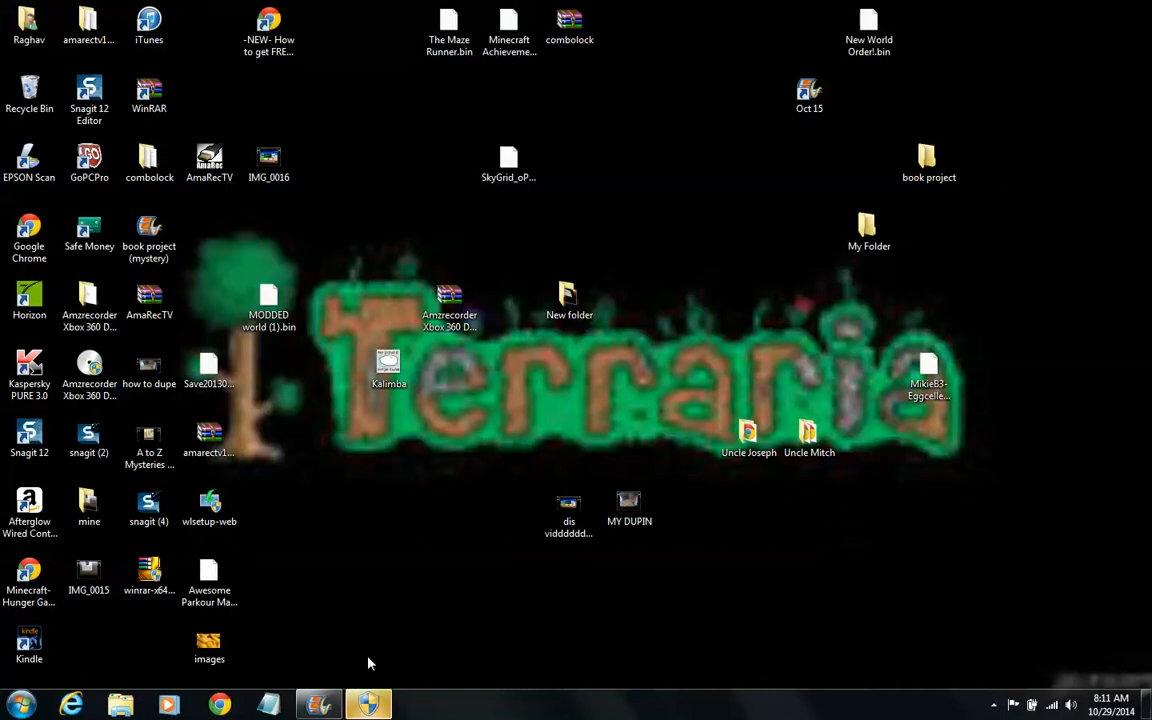 Raghav
amarectv1...
iTunes
-NEW- How
to get FRE...
The Maze
Runner.bin
Minecraft
Achieveme...
combolock
New World
Order!.bin
Recycle Bin
Snagit 12
Editor
WinRAR
Oct 15
EPSON Scan
GoPCPro
combolock
AmaRec
AmaRecTV
IMG_0016
SkyGrid_oP...
book project
Google
Chrome
Safe Money
book project
(mystery)
My Folder
Horizon
Amzrecorder
Xbox 360 D...
AmaRecTV
MODDED
world (1).bin
Amzrecorder
Xbox 360 D...
New folder
Terraria
Kaspersky
PURE 3.0
Amzrecorder
Xbox 360 D...
how to dupe
Save20130...
Kalimba
MikieB3-
Eggcelle...
Snagit 12
snagit (2)
A to Z
Mysteries ...
amarectv1...
Uncle Joseph
Uncle Mitch
Afterglow
Wired Cont...
mine
snagit (4)
wlsetup-web
dis
vidddddd...
MY DUPIN
Minecraft-
Hunger Ga...
IMG_0015
winrar-x64...
Awesome
Parkour Ma...
kindle
Kindle
images
8:11 AM
10/29/2014